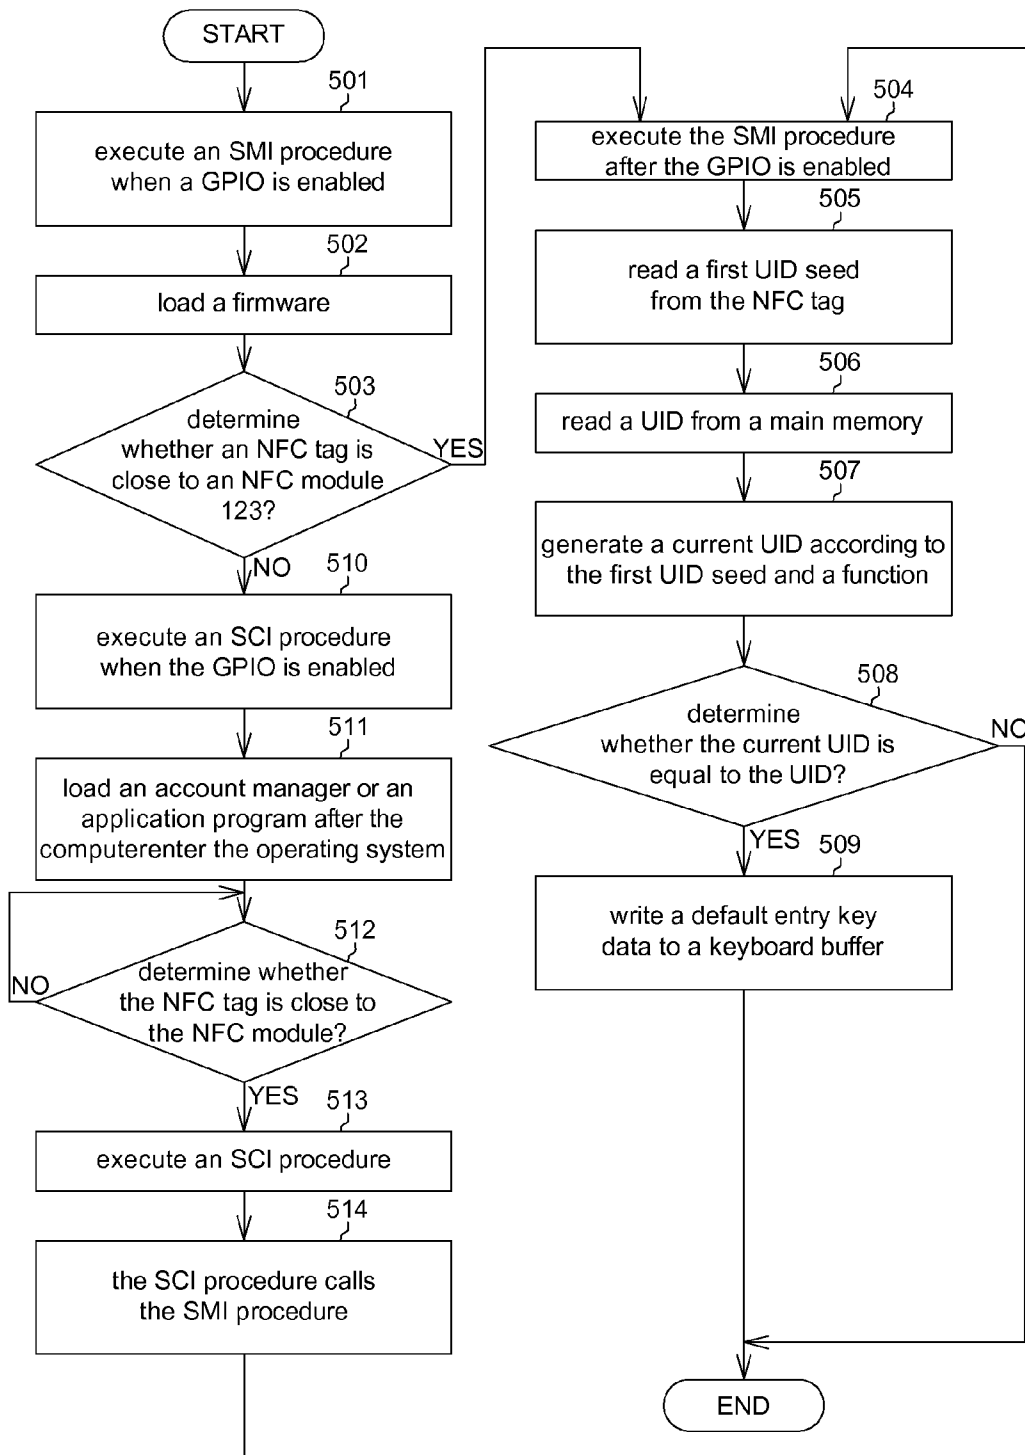 START
501
execute an SMI procedure
when a GPIO is enabled
502
load a firmware
503
determine
whether an NFC tag is
close to an NFC module
123?
YES
NO
510
execute an SCI procedure
when the GPIO is enabled
511
load an account manager or an
application program after the
computerenter the operating system
512
determine whether
the NFC tag is close to
the NFC module?
NO
YES
513
execute an SCI procedure
514
the SCI procedure calls
the SMI procedure
504
execute the SMI procedure
after the GPIO is enabled
505
read a first UID seed
from the NFC tag
506
read a UID from a main memory
507
generate a current UID according to
the first UID seed and a function
508
determine
whether the current UID is
equal to the UID?
NO
YES
509
write a default entry key
data to a keyboard buffer
END